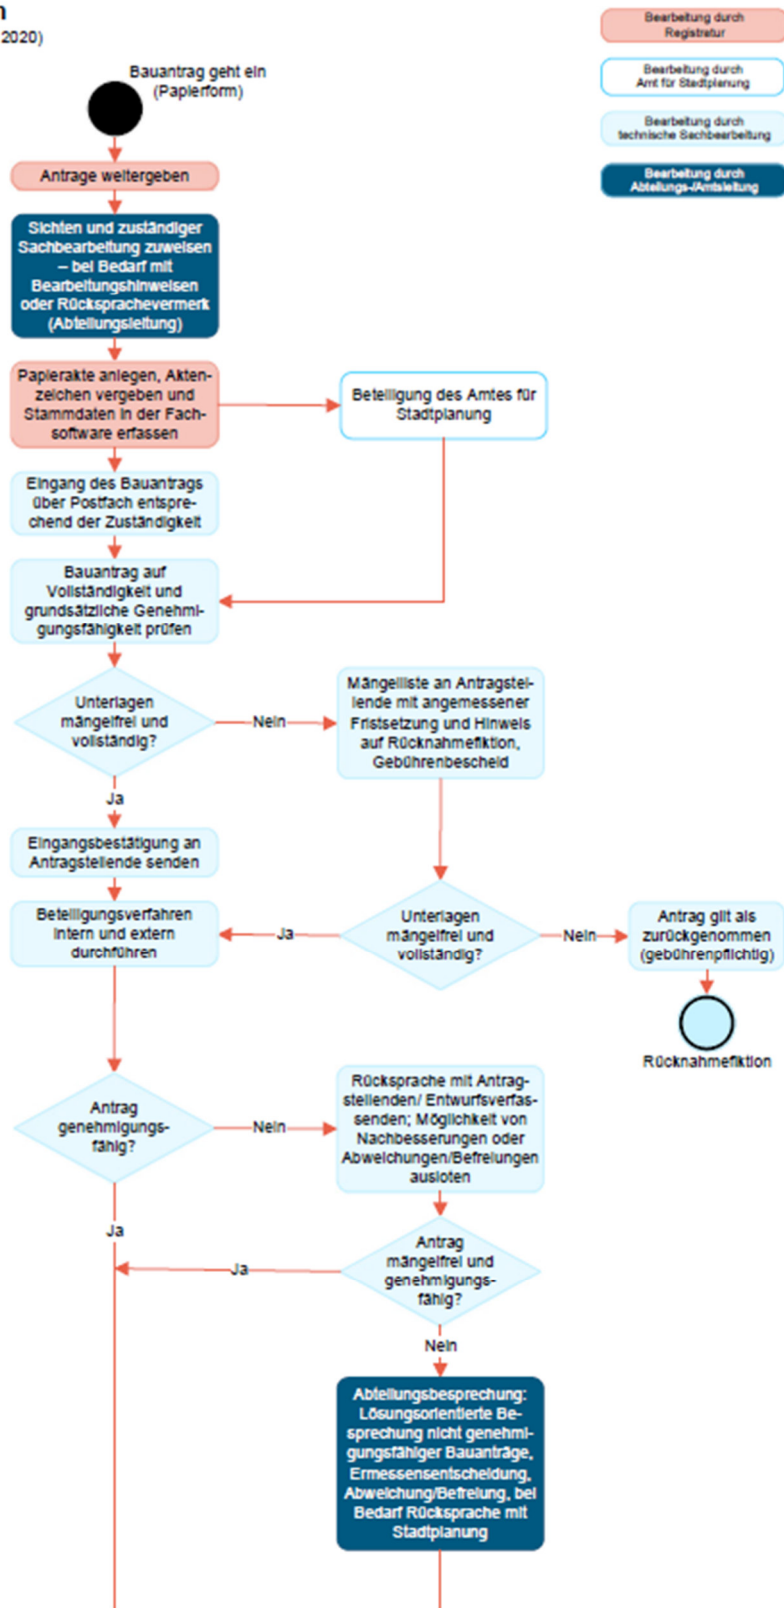 n
2020)
Bearbeitung durch
Registratur
Bearbeitung durch
Amt für Stadtplanung
Bearbeitung durch
technische Sachbearbeitung
Bearbeitung durch
Abteilungs-/Amtsleitung
Bauantrag geht ein
(Papierform)
Antrage weitergeben
Sichten und zuständiger
Sachbearbeitung zuweisen
– bei Bedarf mit
Bearbeitungshinweisen
oder Rücksprachevermerk
(Abteilungsleitung)
Papierakte anlegen, Akten-
zeichen vergeben und
Stammdaten in der Fach-
software erfassen
Beteiligung des Amtes für
Stadtplanung
Eingang des Bauantrags
über Postfach entspre-
chend der Zuständigkeit
Bauantrag auf
Vollständigkeit und
grundsätzliche Genehmi-
gungsfähigkeit prüfen
Unterlagen
mängelfrei und
vollständig?
Nein
Mängelliste an Antragstel-
lende mit angemessener
Fristsetzung und Hinweis
auf Rücknahmefiktion,
Gebührenbescheid
Ja
Eingangsbestätigung an
Antragstellende senden
Beteiligungsverfahren
intern und extern
durchführen
Ja
Unterlagen
mängelfrei und
vollständig?
Nein
Antrag gilt als
zurückgenommen
(gebührenpflichtig)
Rücknahmefiktion
Antrag
genehmigungs-
fähig?
Nein
Rücksprache mit Antrag-
stellenden/ Entwurfsverfas-
senden; Möglichkeit von
Nachbesserungen oder
Abweichungen/Befreiungen
ausloten
Ja
Ja
Antrag
mängelfrei und
genehmigungs-
fähig?
Nein
Abteilungsbesprechung:
Lösungsorientierte Be-
sprechung nicht genehmi-
gungsfähiger Bauanträge,
Ermessensentscheidung,
Abweichung/Befreiung, bei
Bedarf Rücksprache mit
Stadtplanung